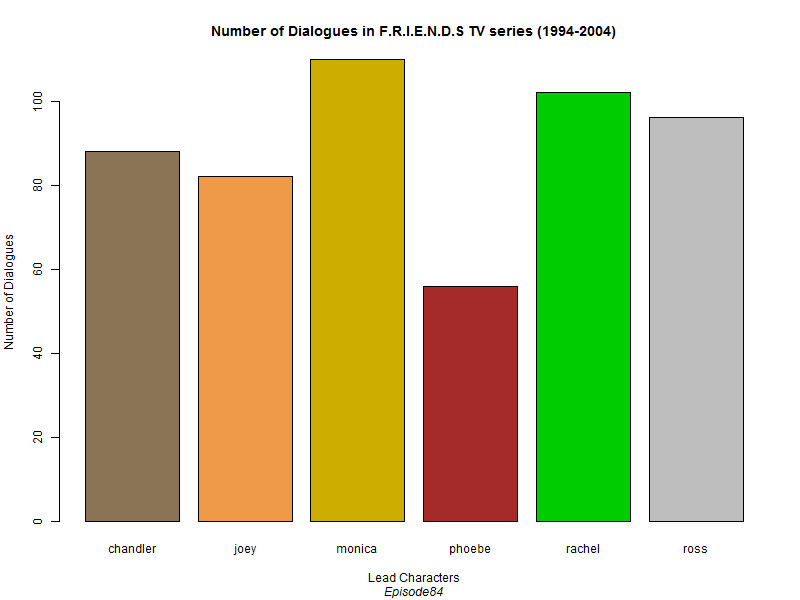 Number of Dialogues in F.R.I.E.N.D.S TV series (1994-2004)
Number of Dialogues
100
80
60
40
20
0
chandler joey monica phoebe rachel ross
Lead Characters
Episode84